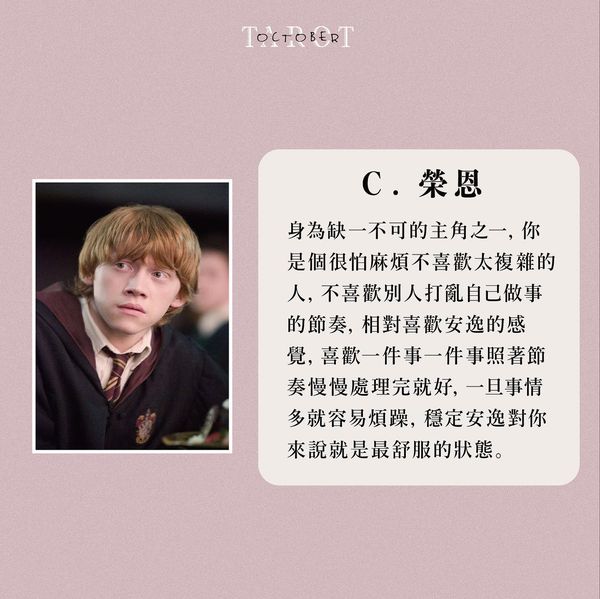 TAROT
OCTOBER
C. 榮恩
身為缺一不可的主角之一, 你
是個很怕麻煩不喜歡太複雜的
人, 不喜歡別人打亂自己做事
的節奏, 相對喜歡安逸的感
覺, 喜歡一件事一件事照著節
奏慢慢處理完就好, 一旦事情
多就容易煩躁, 穩定安逸對你
來說就是最舒服的狀態。